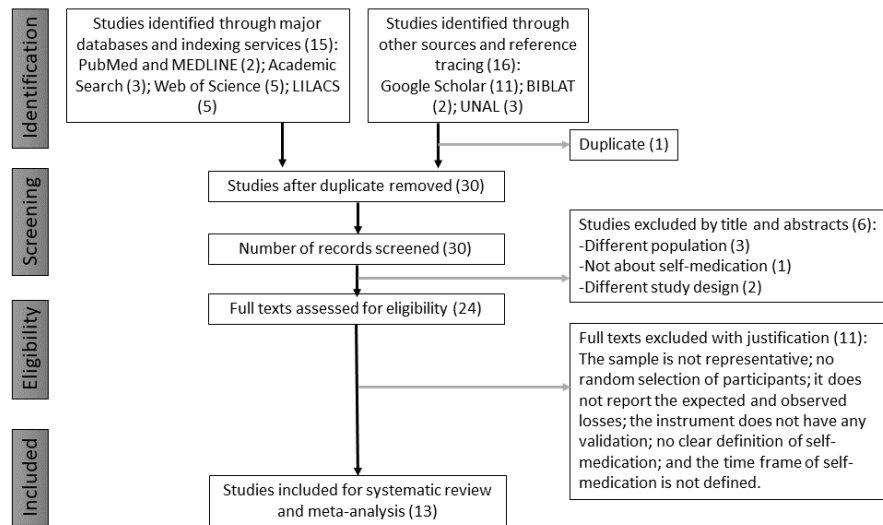 Identification
Studies identified through major
databases and indexing services (15):
PubMed and MEDLINE (2); Academic
Search (3); Web of Science (5); LILACS
(5)
Studies identified through
other sources and reference
tracing (16):
Google Scholar (11); BIBLAT
(2); UNAL (3)
Duplicate (1)
Screening
Studies after duplicate removed (30)
Number of records screened (30)
Studies excluded by title and abstracts (6):
-Different population (3)
-Not about self-medication (1)
-Different study design (2)
Eligibility
Full texts assessed for eligibility (24)
Full texts excluded with justification (11):
The sample is not representative; no
random selection of participants; it does
not report the expected and observed
losses; the instrument does not have any
validation; no clear definition of self-
medication; and the time frame of self-
medication is not defined.
Included
Studies included for systematic review
and meta-analysis (13)